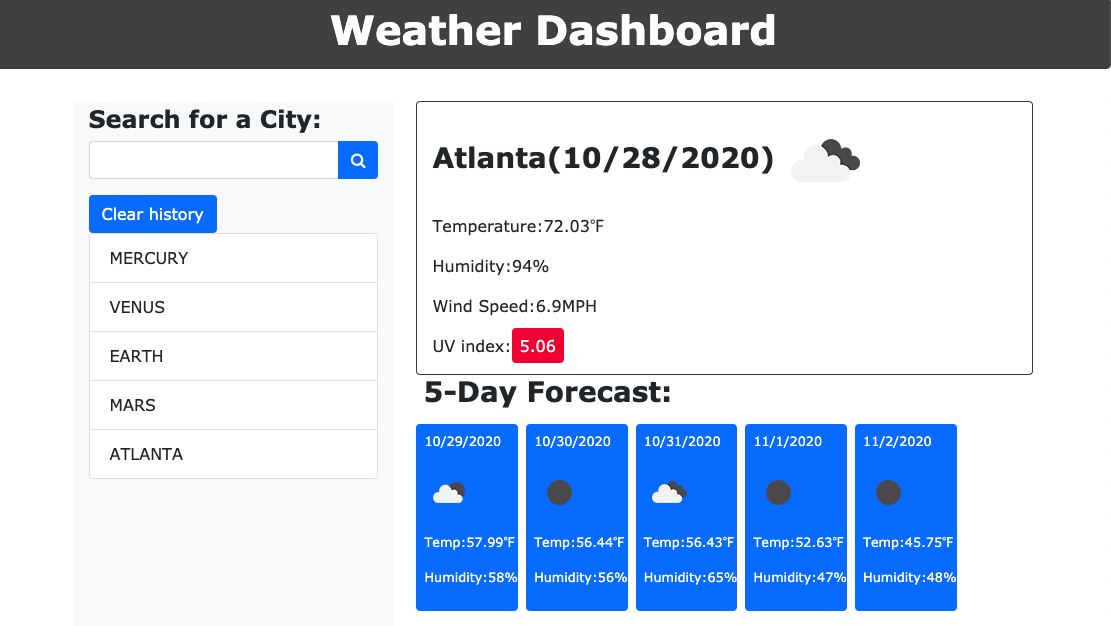 Weather Dashboard
Search for a City:
Clear history
MERCURY
VENUS
EARTH
MARS
ATLANTA
Atlanta(10/28/2020)
Temperature:72.03°F
Humidity:94%
Wind Speed:6.9MPH
UV index:5.06
5-Day Forecast:
10/29/2020
Temp:57.99°F
Humidity:58%
10/30/2020
Temp:56.44°F
Humidity:56%
10/31/2020
Temp:56.43°F
Humidity:65%
11/1/2020
Temp:52.63°F
Humidity:47%
11/2/2020
Temp:45.75°F
Humidity:48%